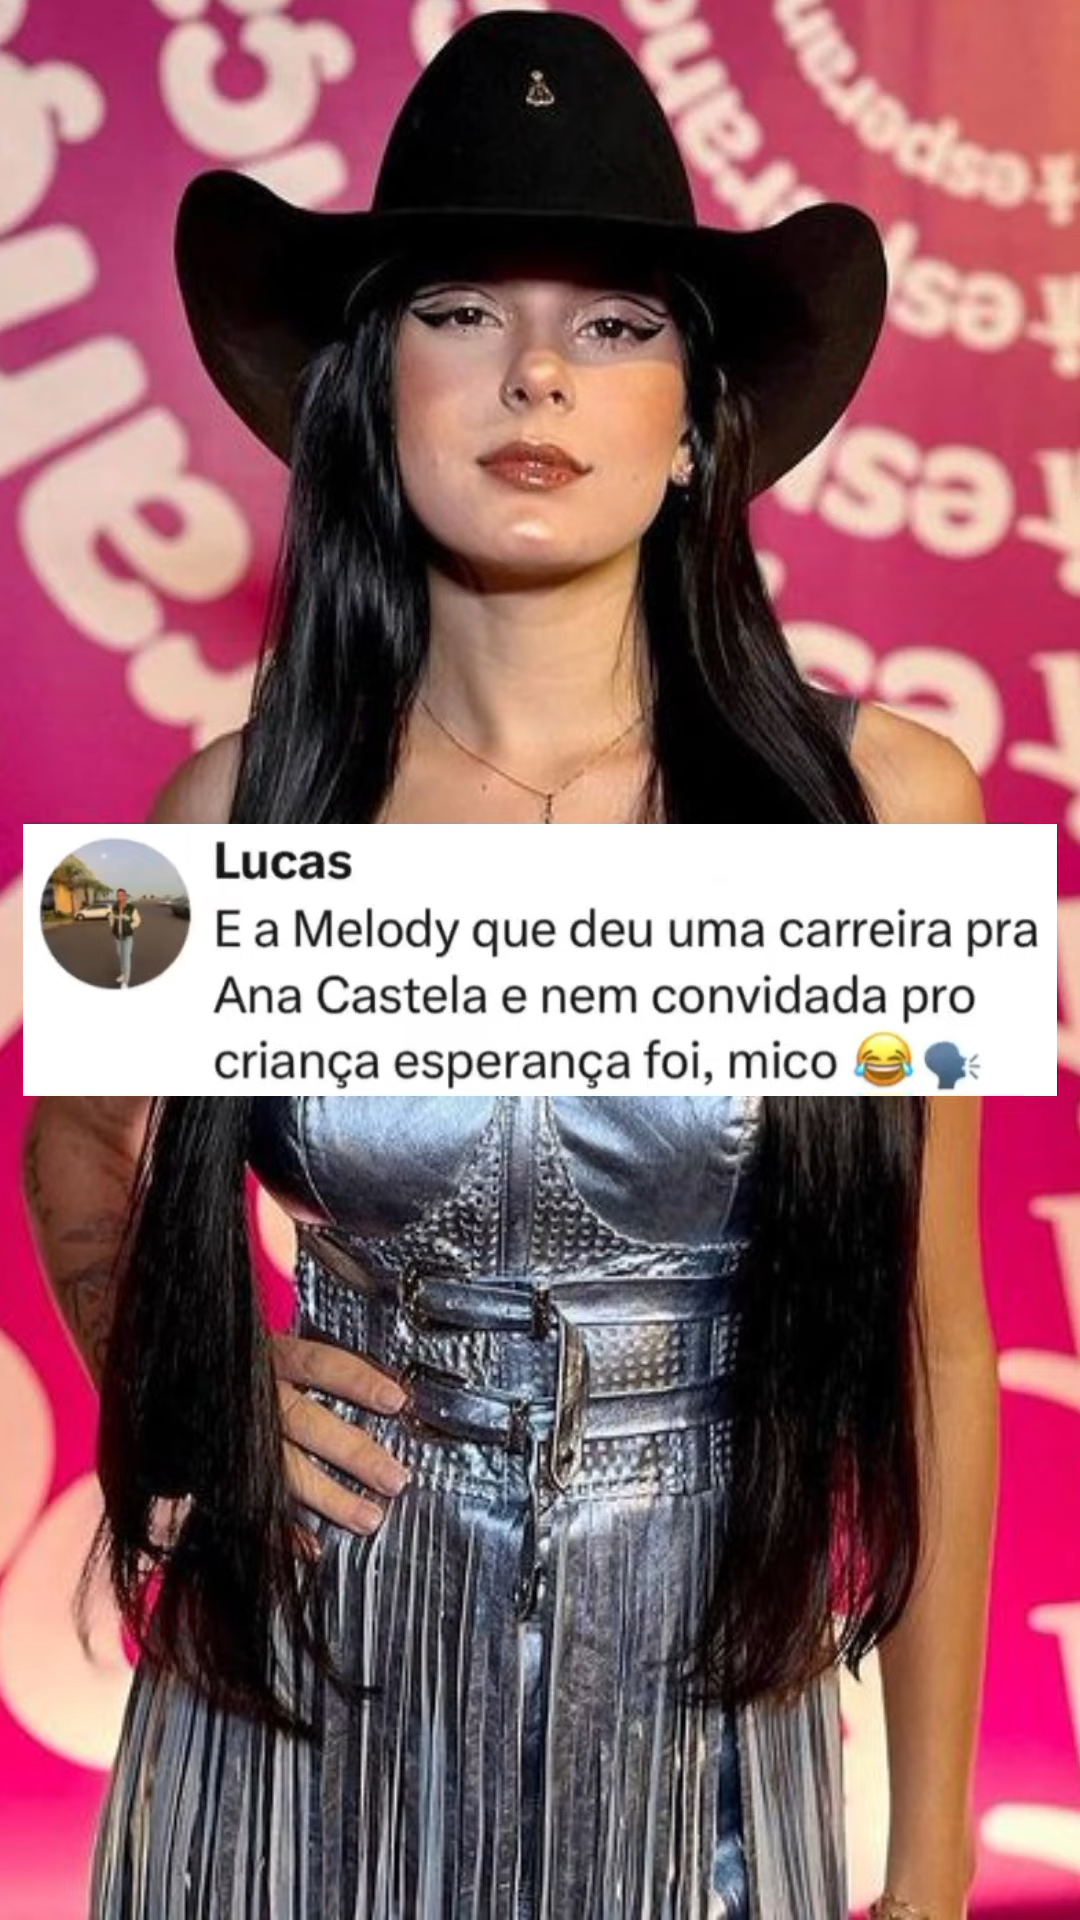 Lucas
E a Melody que deu uma carreira pra
Ana Castela e nem convidada pro
criança esperança foi, mico 😂🗣️